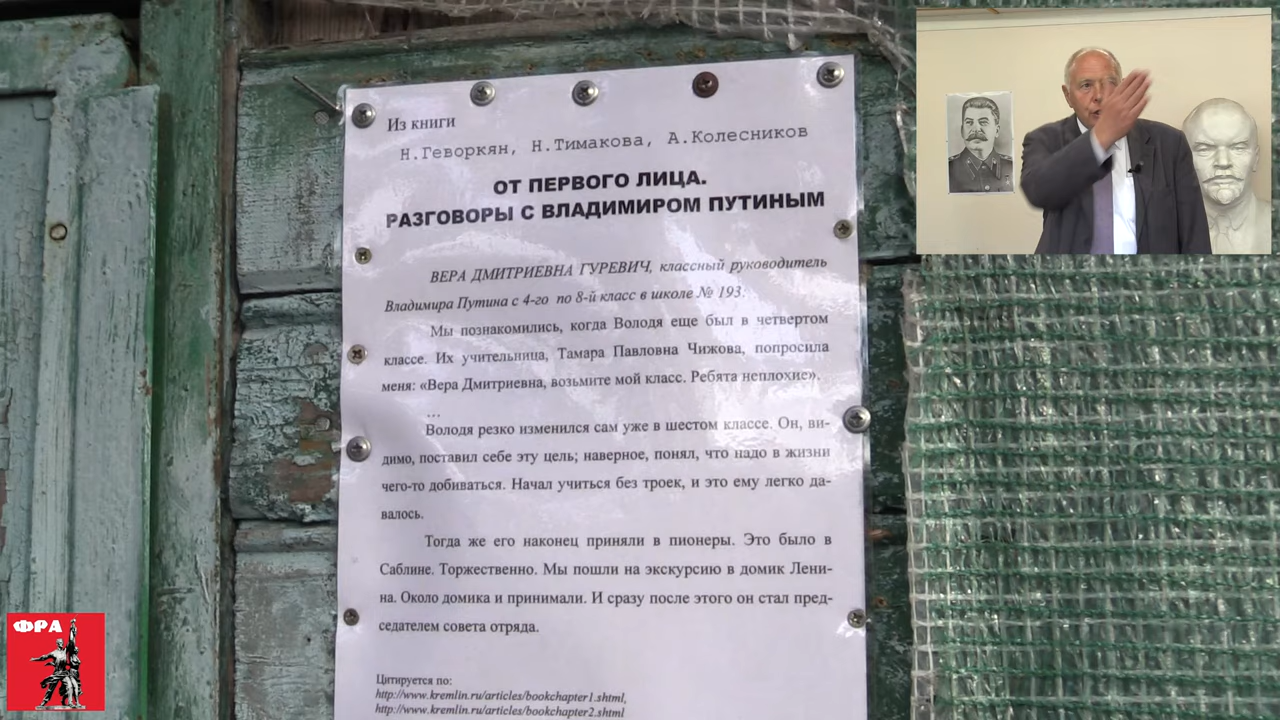 Из книги
Н.Геворкян, Н.Тимакова, А.Колесников
ОТ ПЕРВОГО ЛИЦА.
РАЗГОВОРЫ С ВЛАДИМИРОМ ПУТИНЫМ
ВЕРА ДМИТРИЕВНА ГУРЕВИЧ, классный руководитель
Владимира Путина с 4-го по 8-й класс в школе № 193.
Мы познакомились, когда Володя еще был в четвертом
классе. Их учительница, Тамара Павловна Чижова, попросила
меня: «Вера Дмитриевна, возьмите мой класс. Ребята неплохие».
...
Володя резко изменился сам уже в шестом классе. Он, ви-
димо, поставил себе эту цель; наверное, понял, что надо в жизни
чего-то добиваться. Начал учиться без троек, и это ему легко да-
валось.
Тогда же его наконец приняли в пионеры. Это было в
Саблине. Торжественно. Мы пошли на экскурсию в домик Лени-
на. Около домика и принимали. И сразу после этого он стал пред-
седателем совета отряда.
Цитируется по:
http://www.kremlin.ru/articles/bookchapter1.shtml,
http://www.kremlin.ru/articles/bookchapter2.shtml
ФРА